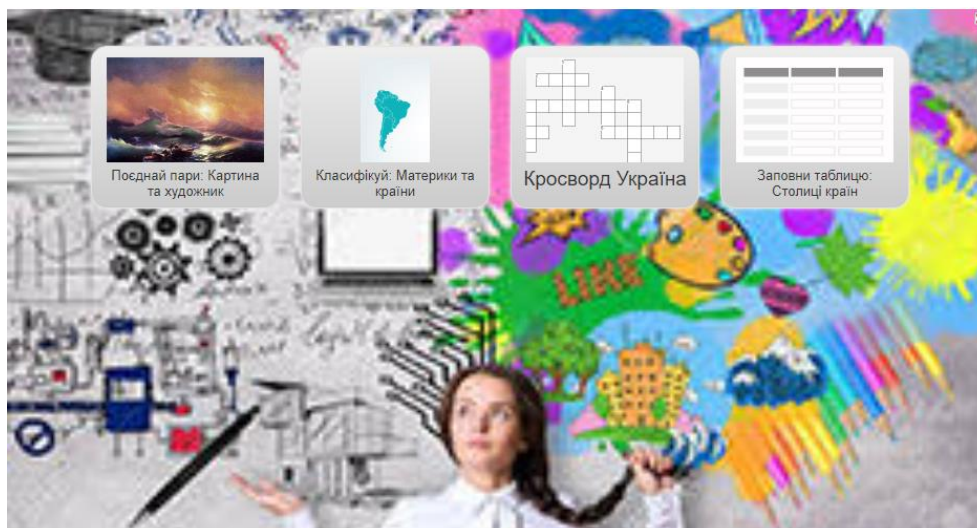 Поєднай пари: Картина
та художник
Класифікуй: Материки та
країни
Кросворд Україна
Заповни таблицю:
Столиці країн
LIKE